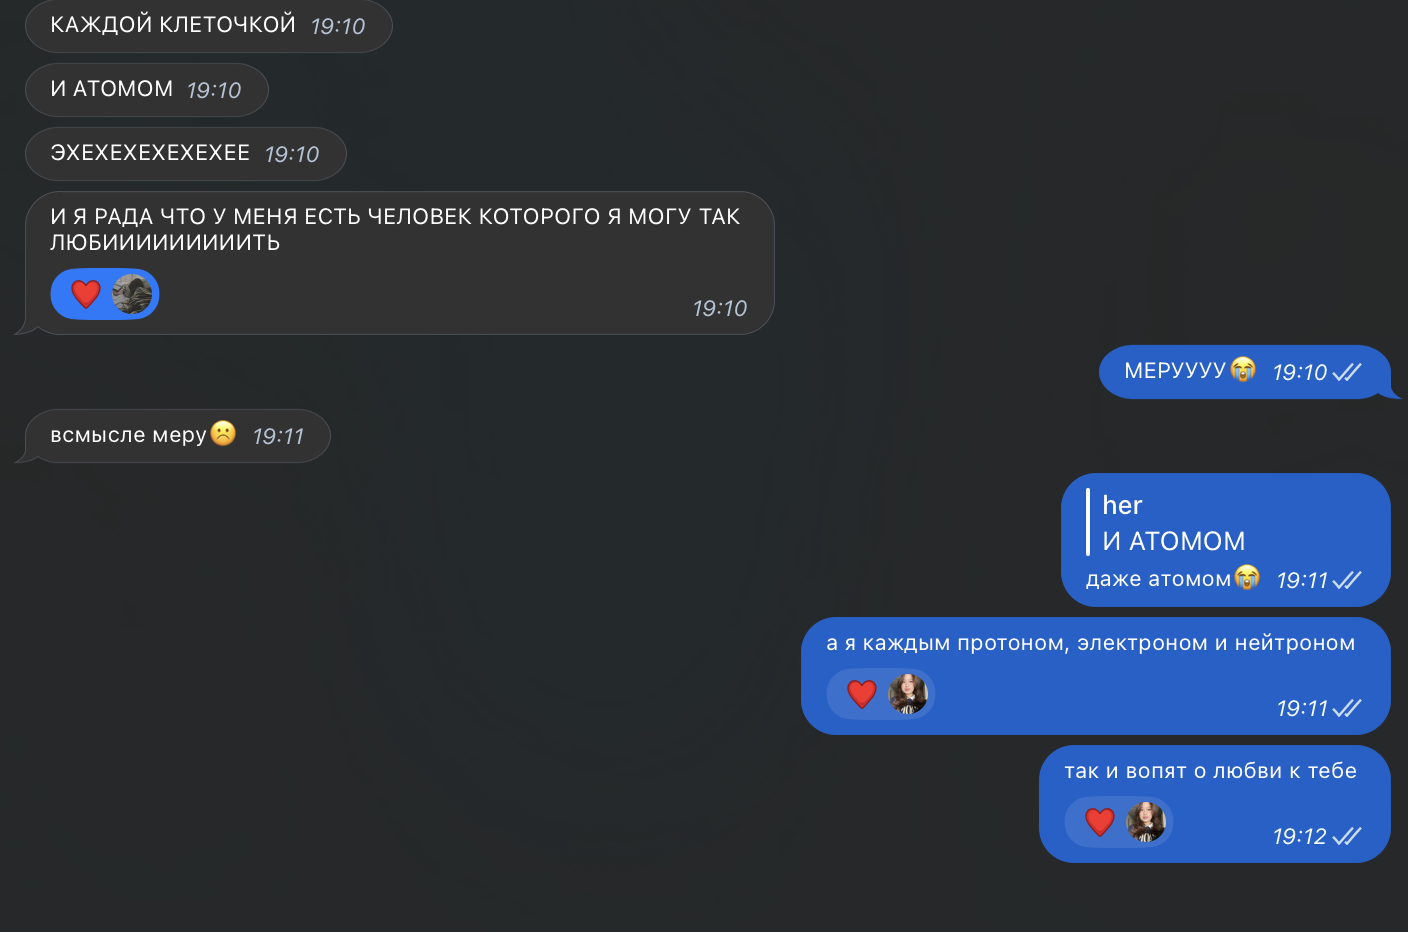 КАЖДОЙ КЛЕТОЧКОЙ 19:10
И АТОМОМ 19:10
ЭХЕХЕХЕХЕХЕХЕЕ 19:10
И Я РАДА ЧТО У МЕНЯ ЕСТЬ ЧЕЛОВЕК КОТОРОГО Я МОГУ ТАК
ЛЮБИИИИИИИИИИТЬ
19:10
МЕРУУУУ😭 19:10
всмысле меру☹️ 19:11
her
И АТОМОМ
даже атомом😭 19:11
а я каждым протоном, электроном и нейтроном
19:11
так и вопят о любви к тебе
19:12